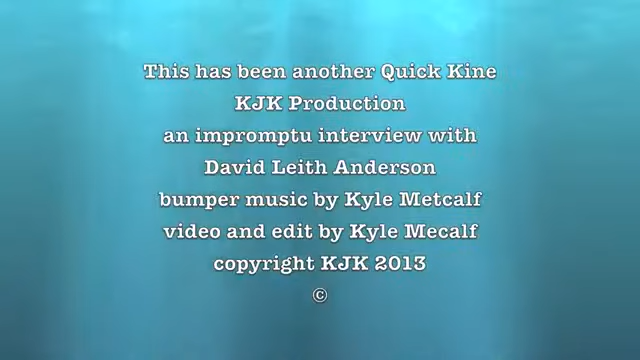 This has been another Quick Kine
KJK Production
an impromptu interview with
David Leith Anderson
bumper music by Kyle Metcalf
video and edit by Kyle Mecalf
copyright KJK 2013
©